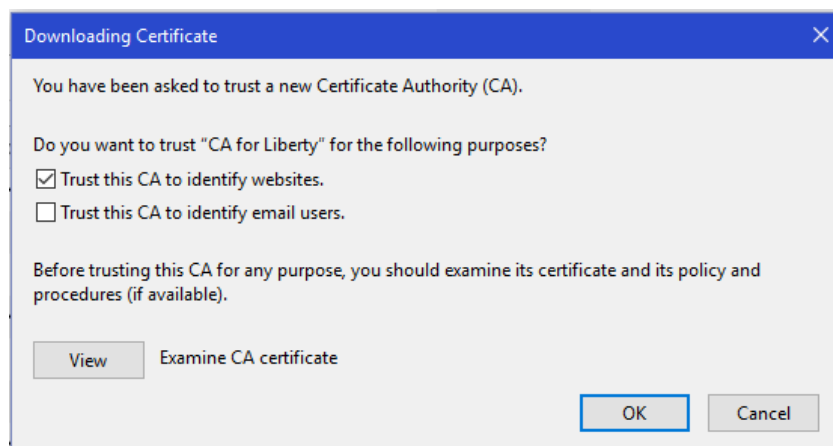 Downloading Certificate
You have been asked to trust a new Certificate Authority (CA).
Do you want to trust “CA for Liberty” for the following purposes?
Trust this CA to identify websites.
Trust this CA to identify email users.
Before trusting this CA for any purpose, you should examine its certificate and its policy and
procedures (if available).
View Examine CA certificate
OK Cancel